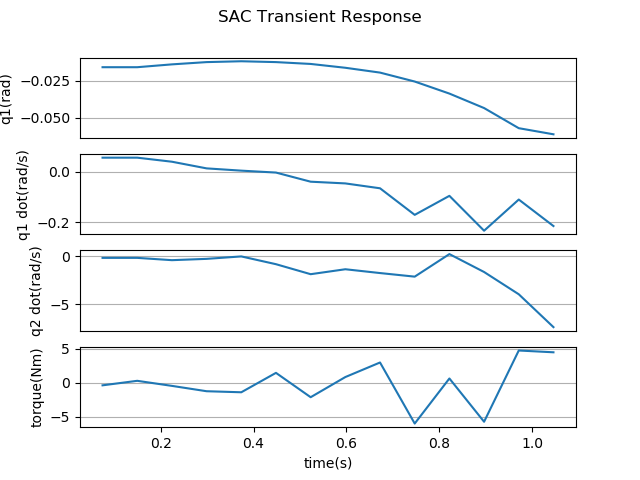 SAC Transient Response
q1(rad)
−0.025
−0.050
q1 dot(rad/s)
0.0
−0.2
q2 dot(rad/s)
0
−5
torque(Nm)
5
0
−5
0.2 0.4 0.6 0.8 1.0
time(s)